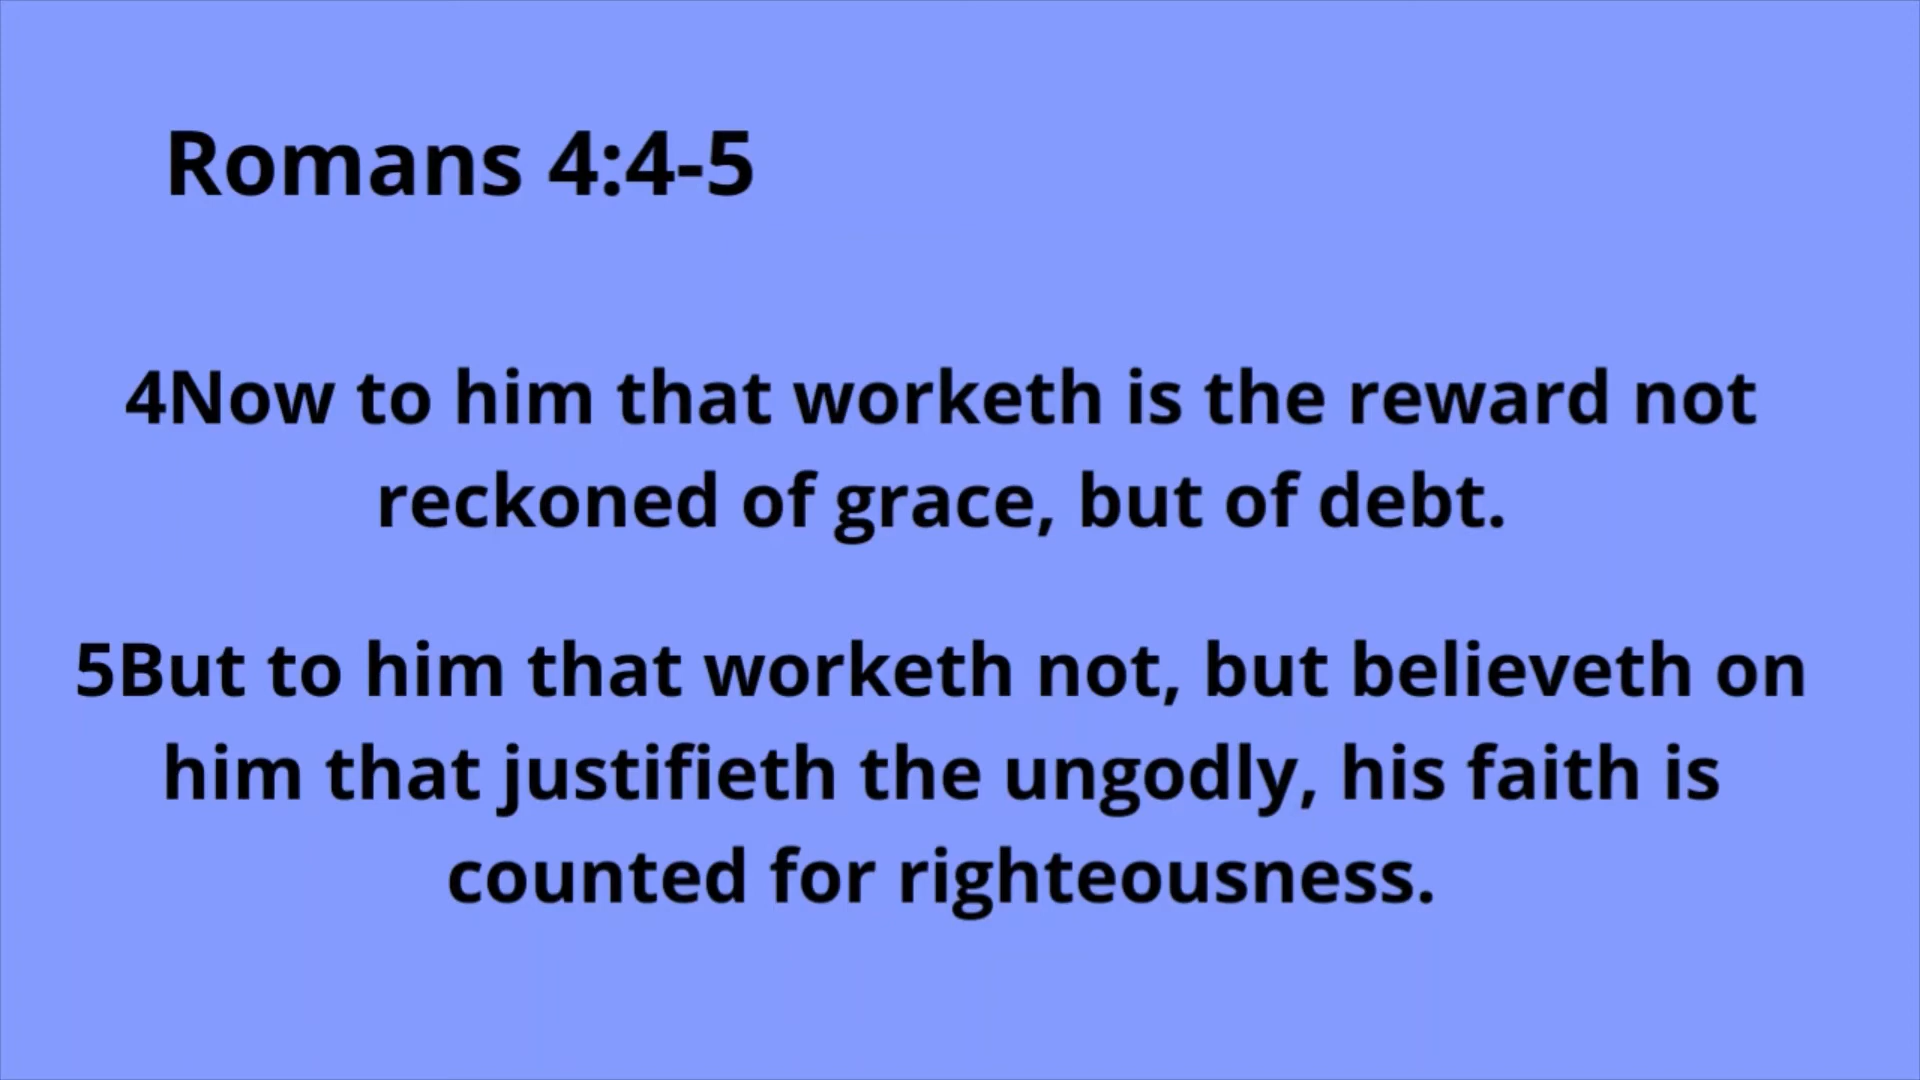 Romans 4:4-5
4Now to him that worketh is the reward not
reckoned of grace, but of debt.
5But to him that worketh not, but believeth on
him that justifieth the ungodly, his faith is
counted for righteousness.